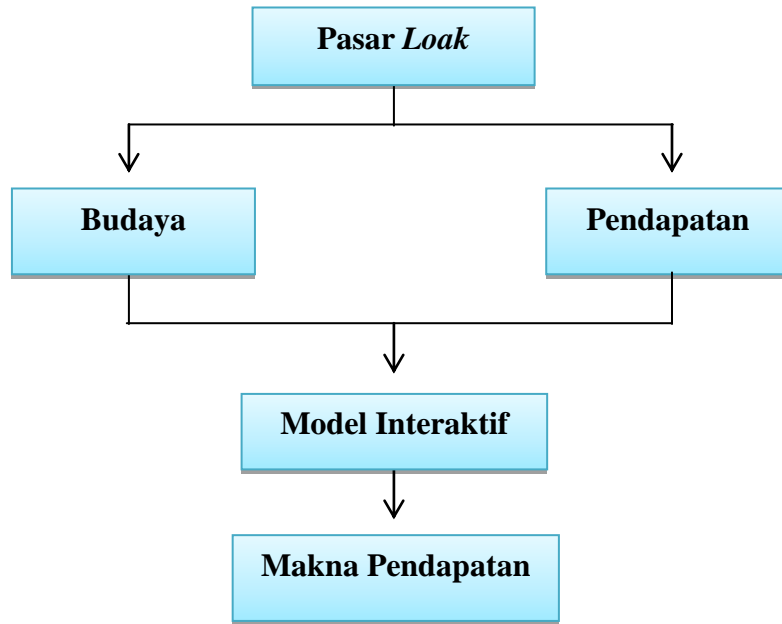 Pasar Loak
Budaya
Pendapatan
Model Interaktif
Makna Pendapatan